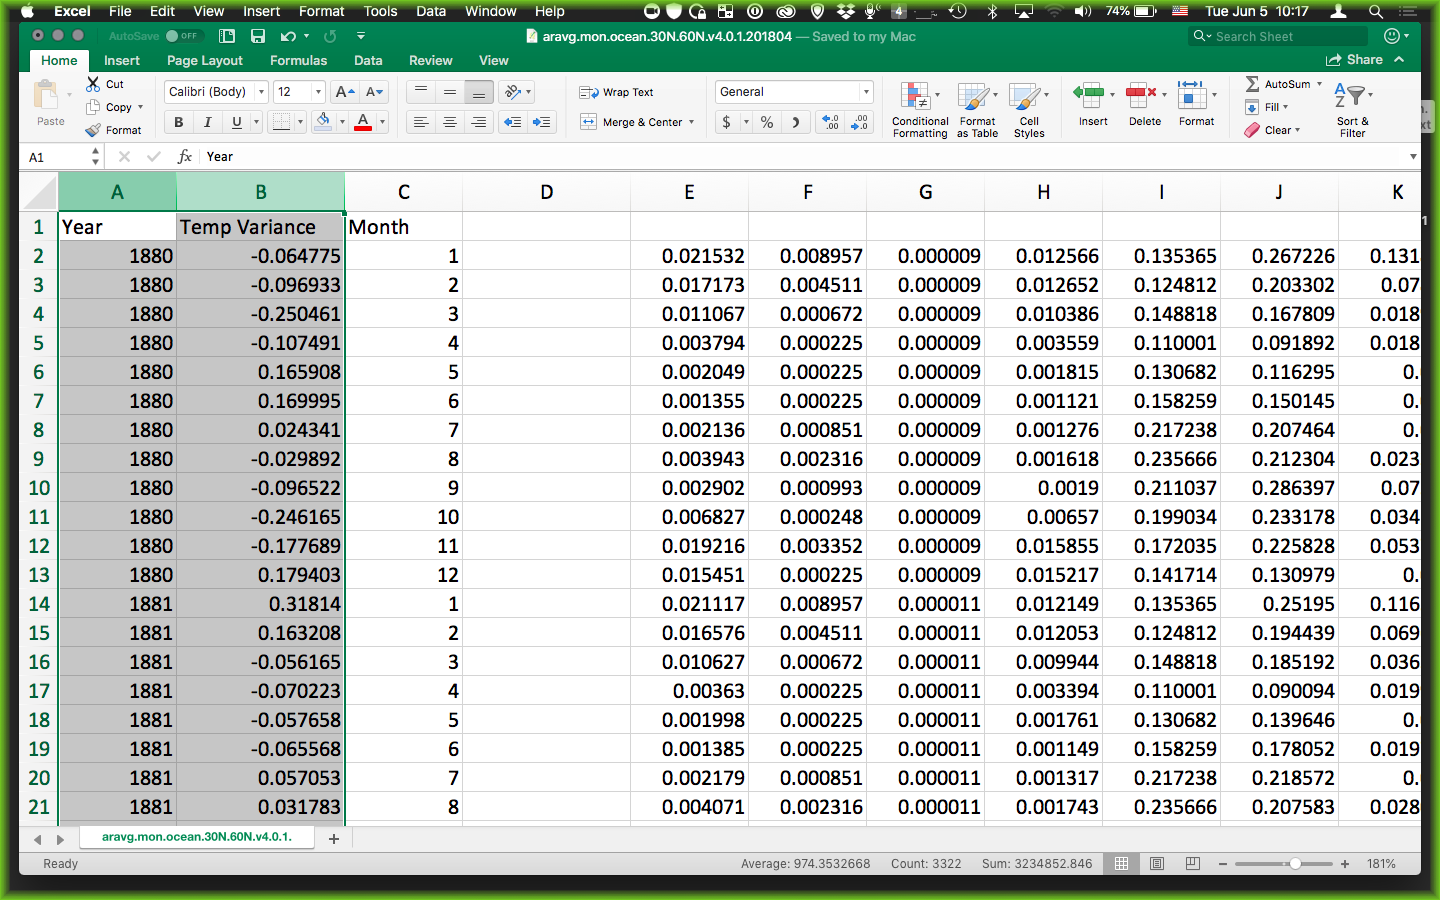 Excel File Edit View Insert Format Tools Data Window Help 4 74% Tue Jun 5 10:17
AutoSave OFF aravg.mon.ocean.30N.60N.v4.0.1.201804 — Saved to my Mac Search Sheet
Home Insert Page Layout Formulas Data Review View Share
Paste Cut Copy Format
Calibri (Body) 12 A A
B I U A
Wrap Text
Merge & Center
General
$ % .0 .00 .00 .0
Conditional Formatting
Format as Table
Cell Styles
Insert Delete Format
AutoSum Fill Clear
A Z
Sort & Filter
A1 fx Year
A B C D E F G H I J K
1 Year Temp Variance Month
2 1880 -0.064775 1 0.021532 0.008957 0.000009 0.012566 0.135365 0.267226 0.131
3 1880 -0.096933 2 0.017173 0.004511 0.000009 0.012652 0.124812 0.203302 0.07
4 1880 -0.250461 3 0.011067 0.000672 0.000009 0.010386 0.148818 0.167809 0.018
5 1880 -0.107491 4 0.003794 0.000225 0.000009 0.003559 0.110001 0.091892 0.018
6 1880 0.165908 5 0.002049 0.000225 0.000009 0.001815 0.130682 0.116295 0.
7 1880 0.169995 6 0.001355 0.000225 0.000009 0.001121 0.158259 0.150145 0.
8 1880 0.024341 7 0.002136 0.000851 0.000009 0.001276 0.217238 0.207464 0.
9 1880 -0.029892 8 0.003943 0.002316 0.000009 0.001618 0.235666 0.212304 0.023
10 1880 -0.096522 9 0.002902 0.000993 0.000009 0.0019 0.211037 0.286397 0.07
11 1880 -0.246165 10 0.006827 0.000248 0.000009 0.00657 0.199034 0.233178 0.034
12 1880 -0.177689 11 0.019216 0.003352 0.000009 0.015855 0.172035 0.225828 0.053
13 1880 0.179403 12 0.015451 0.000225 0.000009 0.015217 0.141714 0.130979 0.
14 1881 0.31814 1 0.021117 0.008957 0.000011 0.012149 0.135365 0.25195 0.116
15 1881 0.163208 2 0.016576 0.004511 0.000011 0.012053 0.124812 0.194439 0.069
16 1881 -0.056165 3 0.010627 0.000672 0.000011 0.009944 0.148818 0.185192 0.036
17 1881 -0.070223 4 0.00363 0.000225 0.000011 0.003394 0.110001 0.090094 0.019
18 1881 -0.057658 5 0.001998 0.000225 0.000011 0.001761 0.130682 0.139646 0.
19 1881 -0.065568 6 0.001385 0.000225 0.000011 0.001149 0.158259 0.178052 0.019
20 1881 0.057053 7 0.002179 0.000851 0.000011 0.001317 0.217238 0.218572 0.
21 1881 0.031783 8 0.004071 0.002316 0.000011 0.001743 0.235666 0.207583 0.028
aravg.mon.ocean.30N.60N.v4.0.1. +
Ready Average: 974.3532668 Count: 3322 Sum: 3234852.846 − + 181%